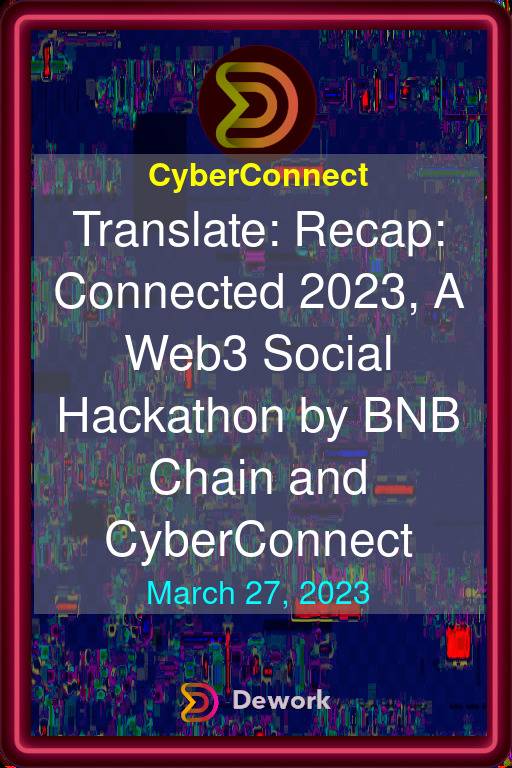 CyberConnect
Translate: Recap:
Connected 2023, A
Web3 Social
Hackathon by BNB
Chain and
CyberConnect
March 27, 2023
Dework